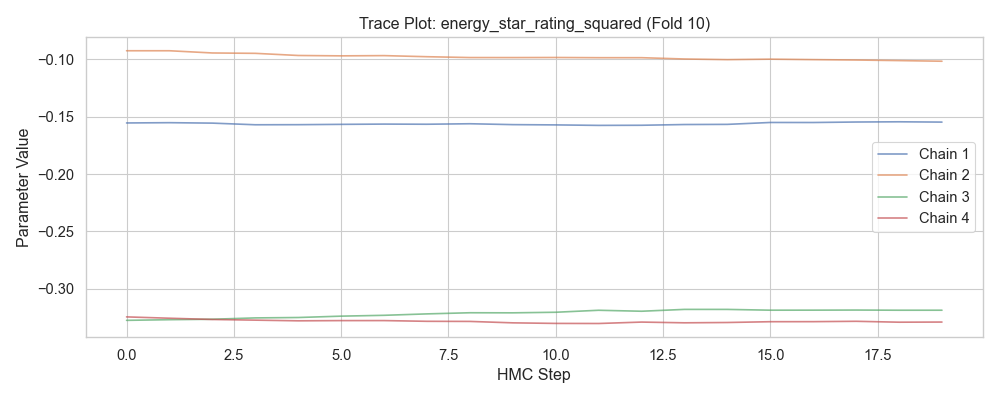 Trace Plot: energy_star_rating_squared (Fold 10)
Parameter Value
−0.10
−0.15
−0.20
−0.25
−0.30
Chain 1
Chain 2
Chain 3
Chain 4
0.0 2.5 5.0 7.5 10.0 12.5 15.0 17.5
HMC Step